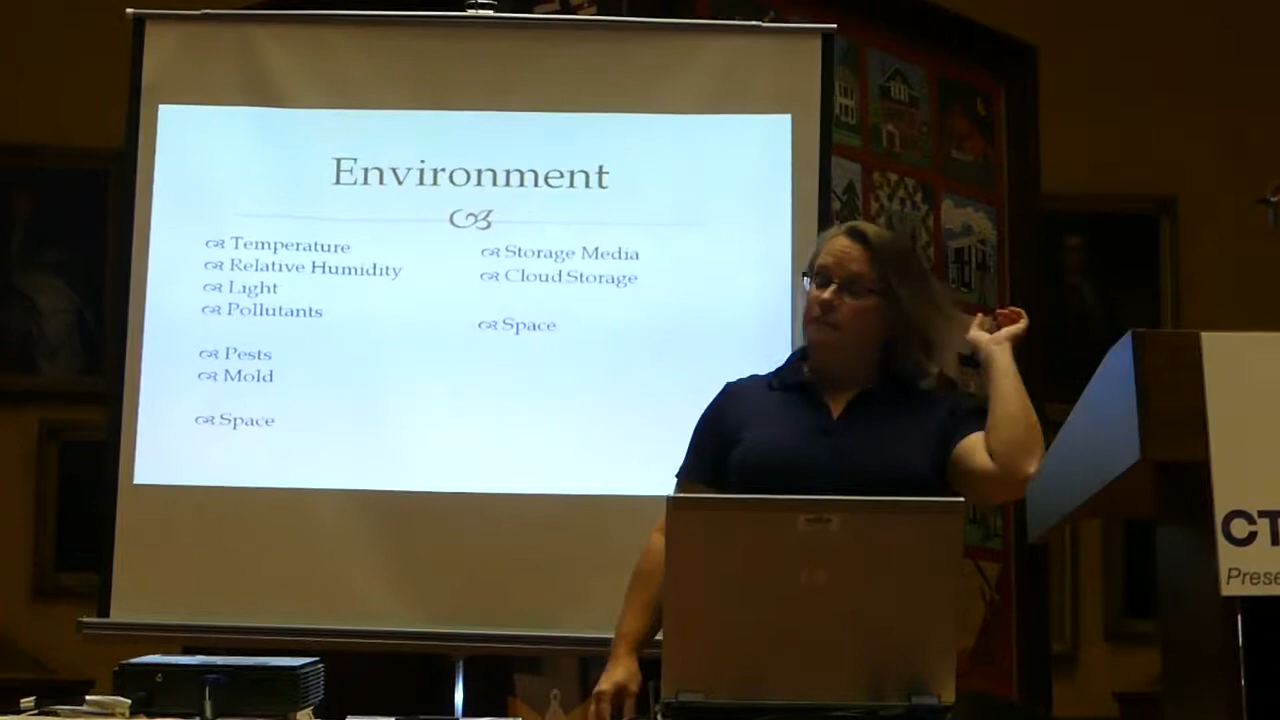 Environment
Temperature
Relative Humidity
Light
Pollutants
Pests
Mold
Space
Storage Media
Cloud Storage
Space
CT
Prese